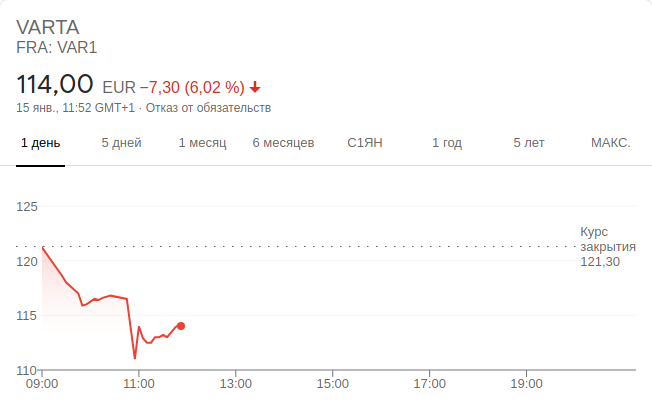 VARTA
FRA: VAR1
114,00 EUR −7,30 (6,02 %)
15 янв., 11:52 GMT+1 · Отказ от обязательств
1 день 5 дней 1 месяц 6 месяцев С1ЯН 1 год 5 лет МАКС.
125
Курс
закрытия
121,30
120
115
110
09:00 11:00 13:00 15:00 17:00 19:00